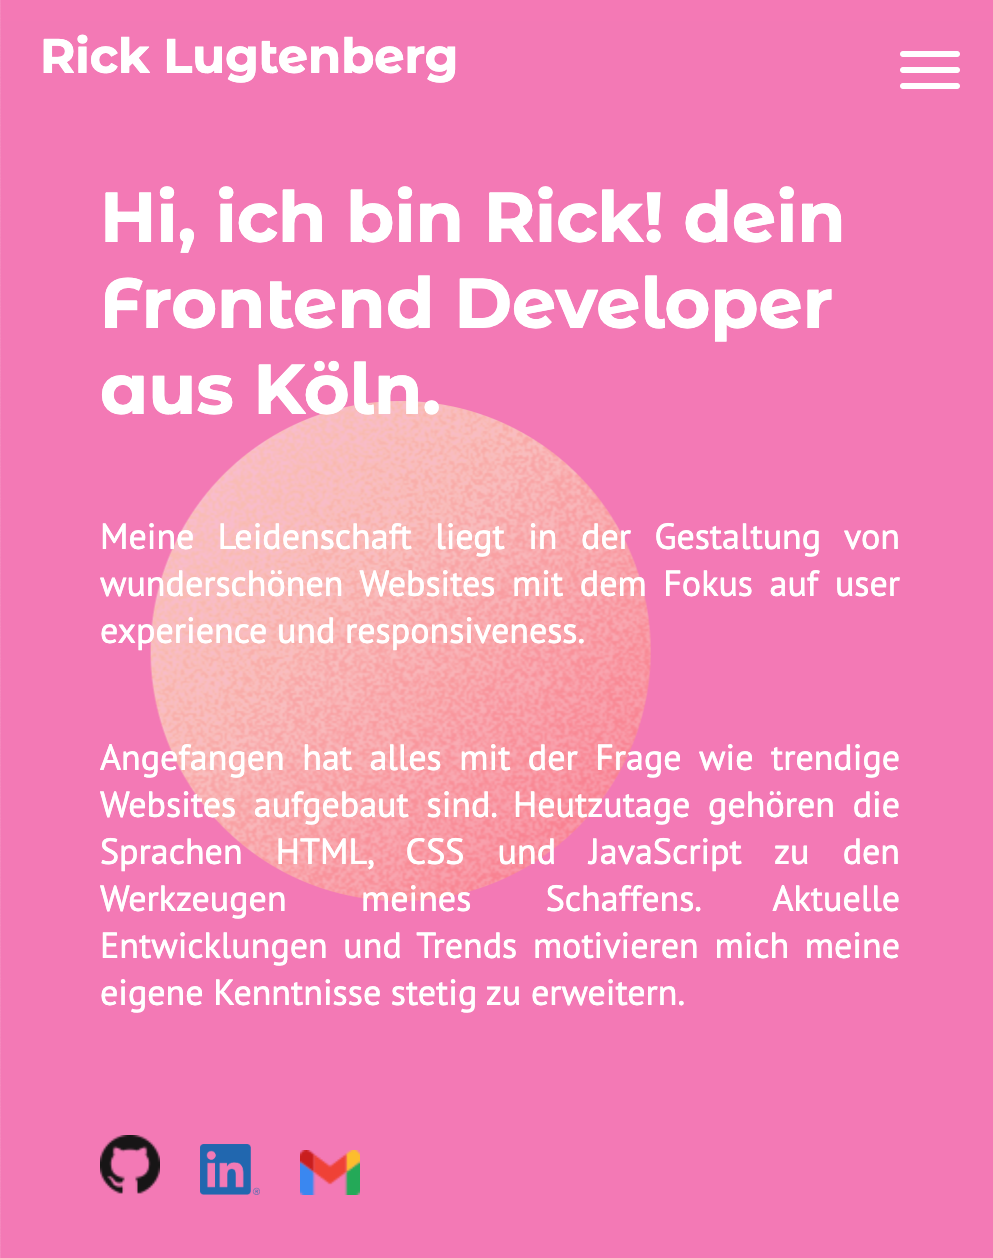 Rick Lugtenberg
Hi, ich bin Rick! dein
Frontend Developer
aus Köln.
Meine Leidenschaft liegt in der Gestaltung von
wunderschönen Websites mit dem Fokus auf user
experience und responsiveness.
Angefangen hat alles mit der Frage wie trendige
Websites aufgebaut sind. Heutzutage gehören die
Sprachen HTML, CSS und JavaScript zu den
Werkzeugen meines Schaffens. Aktuelle
Entwicklungen und Trends motivieren mich meine
eigene Kenntnisse stetig zu erweitern.
in®